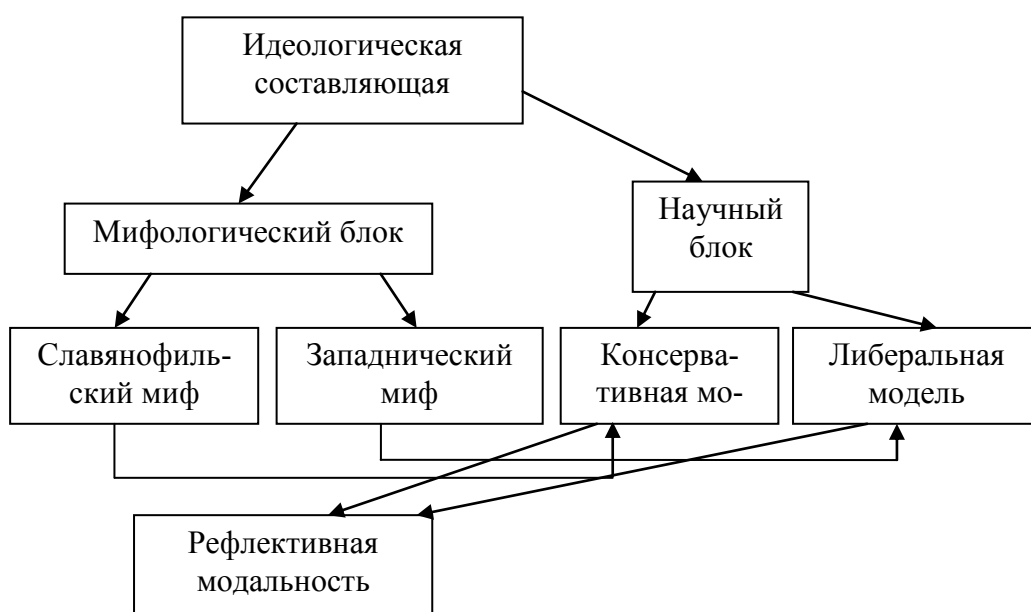 Идеологическая
составляющая
Мифологический блок
Научный
блок
Славянофиль-
ский миф
Западнический
миф
Консерва-
тивная мо-
Либеральная
модель
Рефлективная
модальность